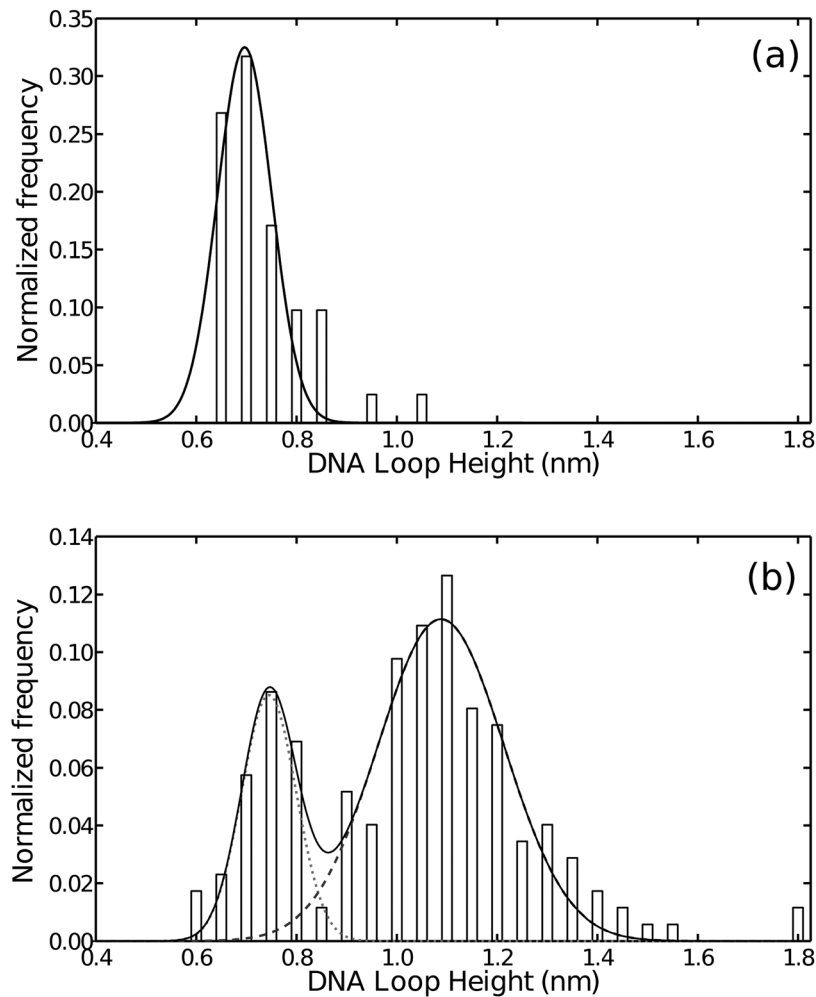 0.35
(a)
0.30
0.25
0.20
0.15
0.10
0.05
0.00
Normalized frequency
0.4 0.6 0.8 1.0 1.2 1.4 1.6 1.8
DNA Loop Height (nm)
0.14
(b)
0.12
0.10
0.08
0.06
0.04
0.02
0.00
Normalized frequency
0.4 0.6 0.8 1.0 1.2 1.4 1.6 1.8
DNA Loop Height (nm)